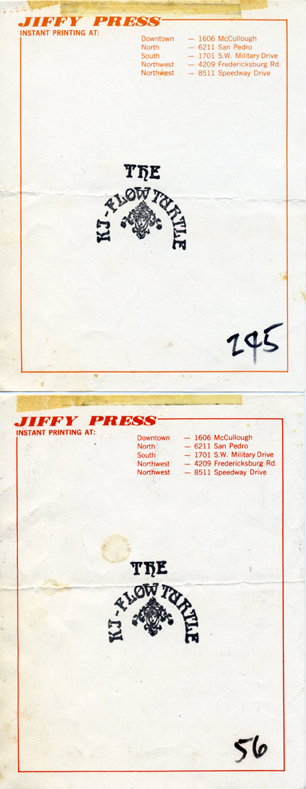 JIFFY PRESS
INSTANT PRINTING AT:
Downtown — 1606 McCullough
North — 6211 San Pedro
South — 1701 S.W. Military Drive
Northwest — 4209 Fredericksburg Rd.
Northwest — 8511 Speedway Drive
THE
KJ-FLOW TURTLE
245
JIFFY PRESS
INSTANT PRINTING AT:
Downtown — 1606 McCullough
North — 6211 San Pedro
South — 1701 S.W. Military Drive
Northwest — 4209 Fredericksburg Rd.
Northwest — 8511 Speedway Drive
THE
KJ-FLOW TURTLE
56